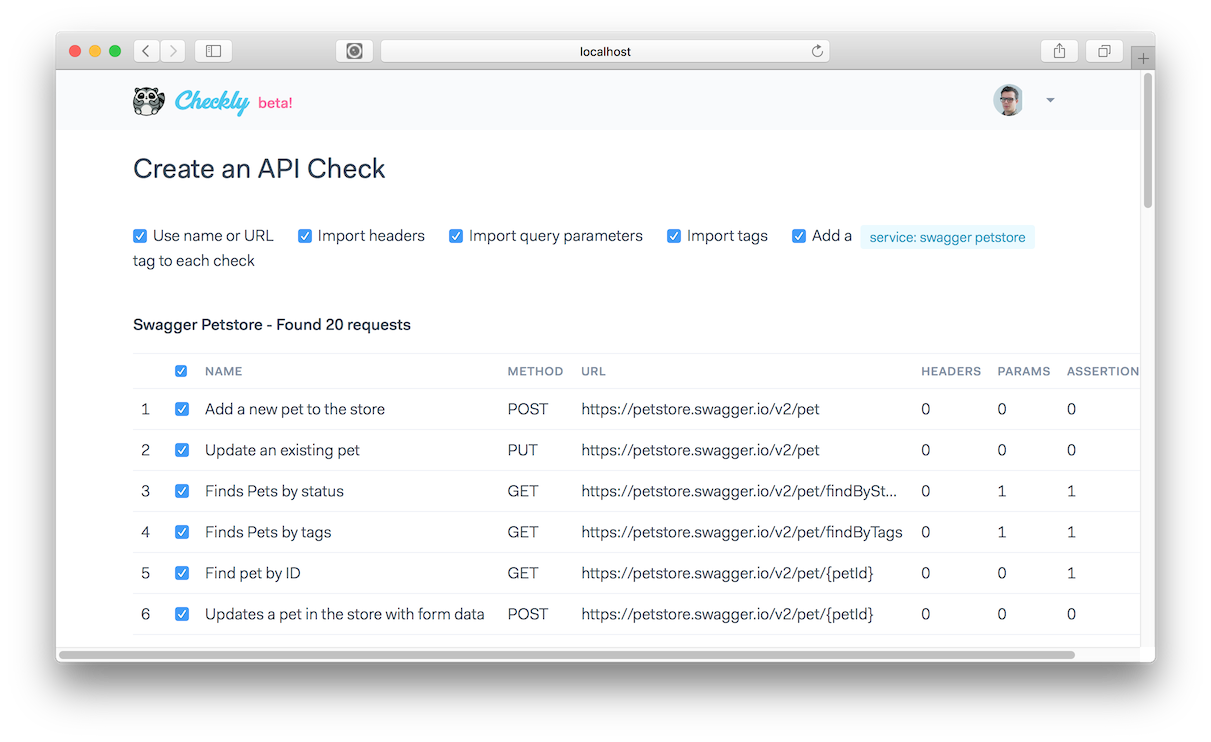 localhost
Checkly beta!
Create an API Check
Use name or URL Import headers Import query parameters Import tags Add a service: swagger petstore
tag to each check
Swagger Petstore - Found 20 requests
NAME METHOD URL HEADERS PARAMS ASSERTION
1 Add a new pet to the store POST https://petstore.swagger.io/v2/pet 0 0 0
2 Update an existing pet PUT https://petstore.swagger.io/v2/pet 0 0 0
3 Finds Pets by status GET https://petstore.swagger.io/v2/pet/findBySt... 0 1 1
4 Finds Pets by tags GET https://petstore.swagger.io/v2/pet/findByTags 0 1 1
5 Find pet by ID GET https://petstore.swagger.io/v2/pet/{petId} 0 0 1
6 Updates a pet in the store with form data POST https://petstore.swagger.io/v2/pet/{petId} 0 0 0